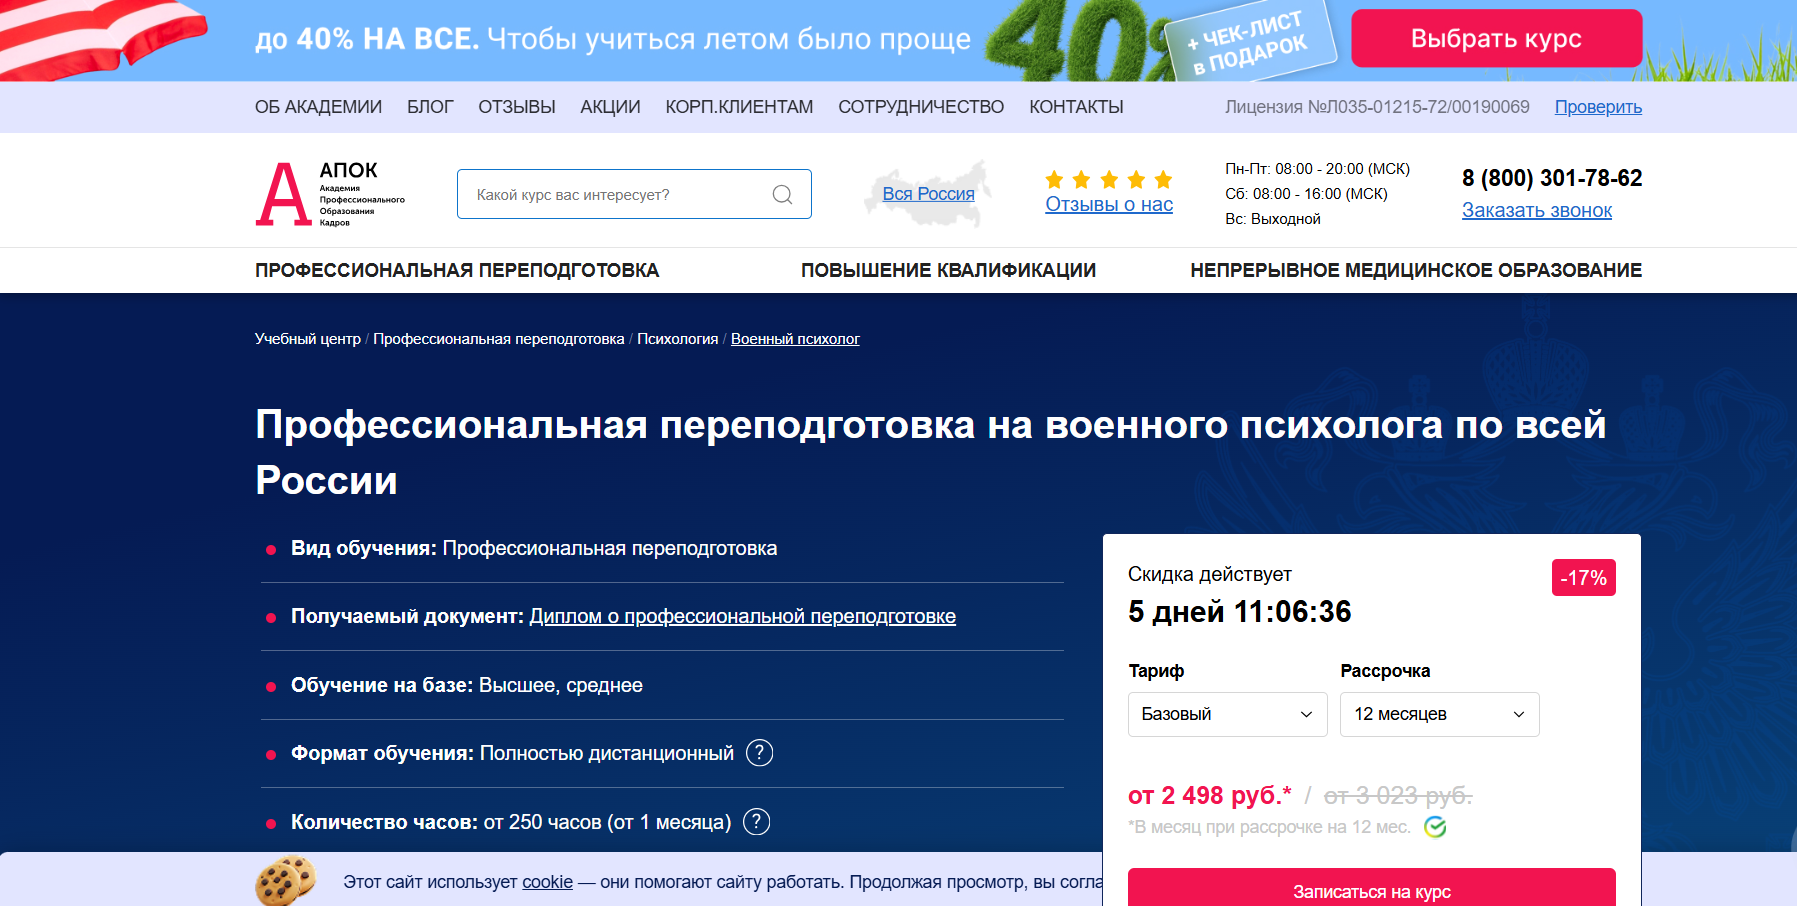 до 40% НА ВСЕ. Чтобы учиться летом было проще
40%
+ ЧЕК-ЛИСТ
в ПОДАРОК
Выбрать курс
ОБ АКАДЕМИИ БЛОГ ОТЗЫВЫ АКЦИИ КОРП.КЛИЕНТАМ СОТРУДНИЧЕСТВО КОНТАКТЫ Лицензия №Л035-01215-72/00190069 Проверить
А
АПОК
Академия
Профессионального
Образования
Кадров
Какой курс вас интересует?
Вся Россия
Отзывы о нас
Пн-Пт: 08:00 - 20:00 (МСК)
Сб: 08:00 - 16:00 (МСК)
Вс: Выходной
8 (800) 301-78-62
Заказать звонок
ПРОФЕССИОНАЛЬНАЯ ПЕРЕПОДГОТОВКА ПОВЫШЕНИЕ КВАЛИФИКАЦИИ НЕПРЕРЫВНОЕ МЕДИЦИНСКОЕ ОБРАЗОВАНИЕ
Учебный центр / Профессиональная переподготовка / Психология / Военный психолог
Профессиональная переподготовка на военного психолога по всей
России
Вид обучения: Профессиональная переподготовка
Получаемый документ: Диплом о профессиональной переподготовке
Обучение на базе: Высшее, среднее
Формат обучения: Полностью дистанционный ?
Количество часов: от 250 часов (от 1 месяца) ?
Скидка действует
-17%
5 дней 11:06:36
Тариф Рассрочка
Базовый 12 месяцев
от 2 498 руб.* / от 3 023 руб.
*В месяц при рассрочке на 12 мес.
Записаться на курс
Этот сайт использует cookie — они помогают сайту работать. Продолжая просмотр, вы согла